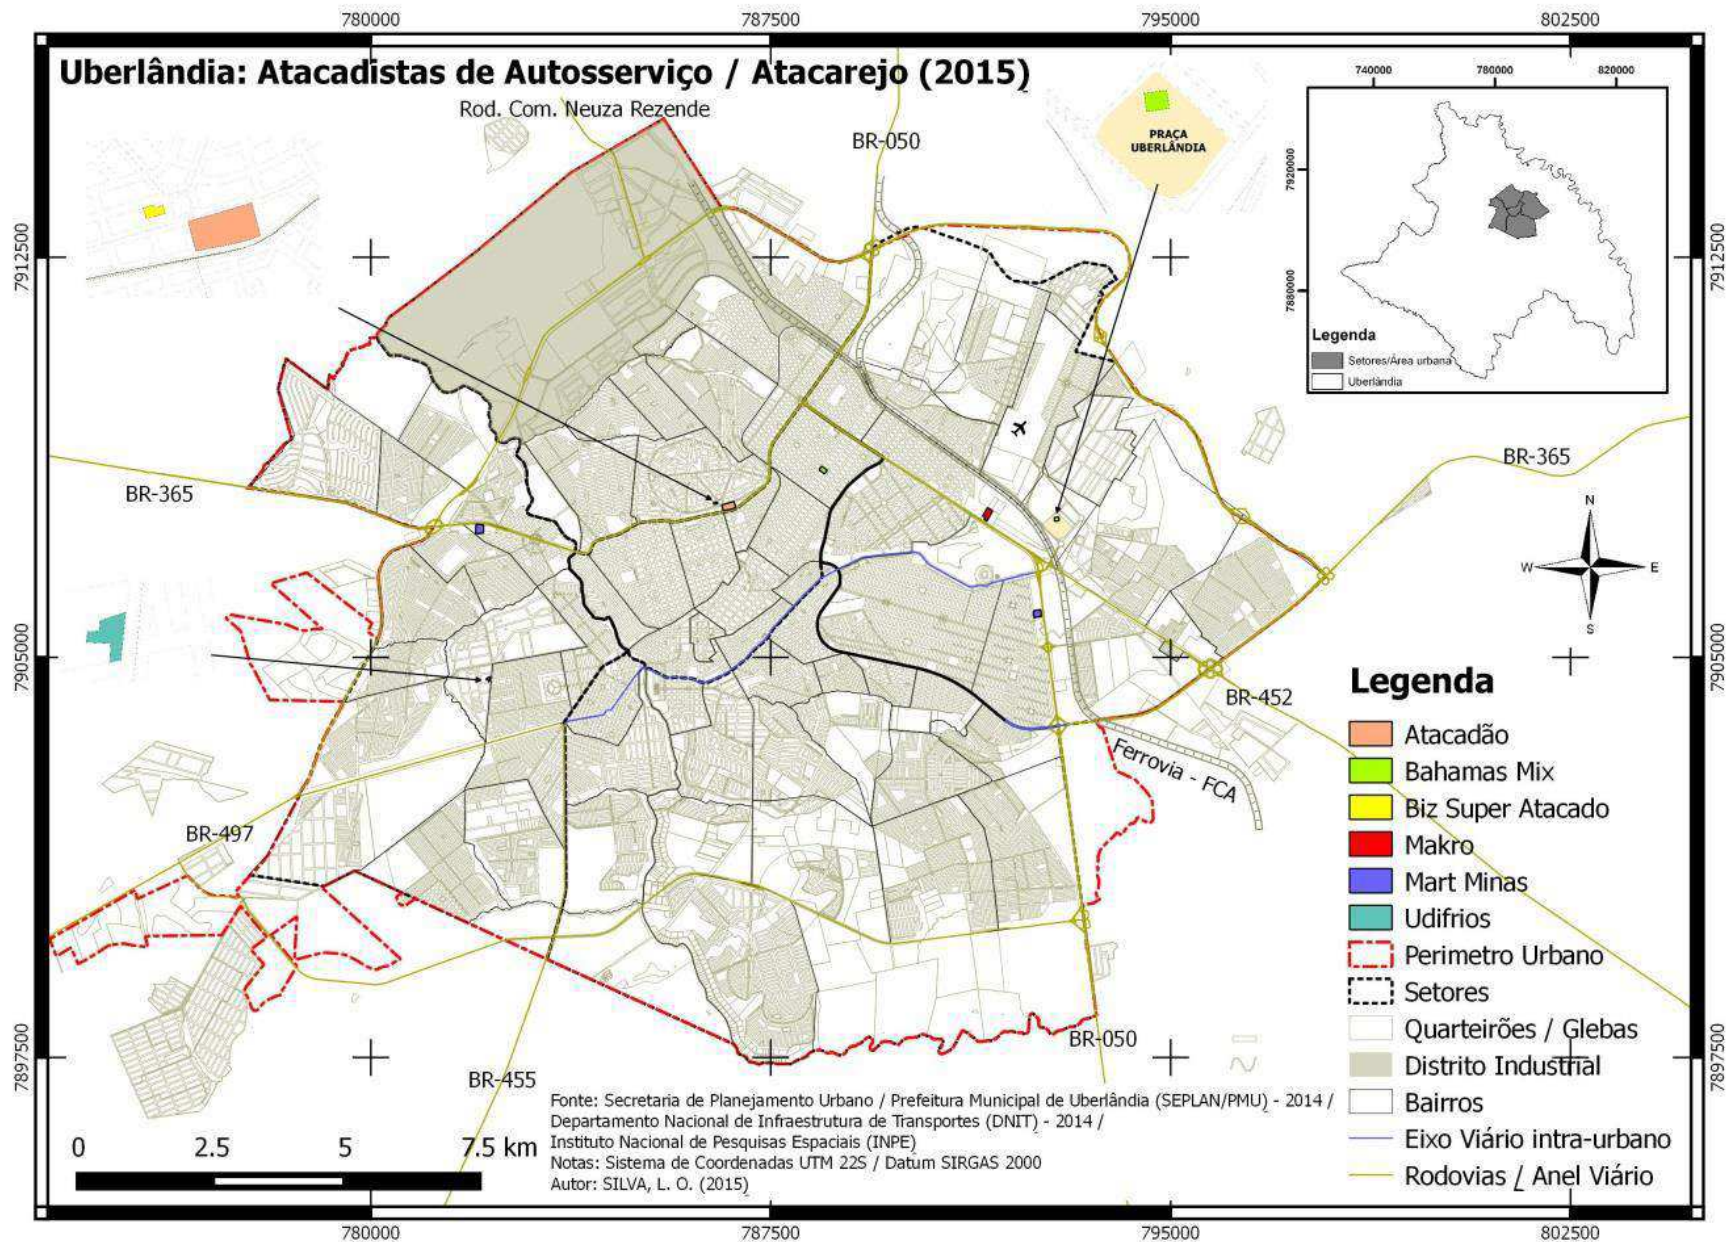 780000
787500
795000
802500
Uberlândia: Atacadistas de Autosserviço / Atacarejo (2015)
Rod. Com. Neuza Rezende
BR-050
PRAÇA
UBERLÂNDIA
740000
780000
820000
7920000
7880000
Legenda
Setores/Área urbana
Uberlândia
7912500
7912500
BR-365
BR-365
N
W
E
S
7905000
7905000
BR-452
Ferrovia - FCA
BR-497
Legenda
Atacadão
Bahamas Mix
Biz Super Atacado
Makro
Mart Minas
Udifrios
Perimetro Urbano
Setores
Quarteirões / Glebas
Distrito Industrial
Bairros
Eixo Viário intra-urbano
Rodovias / Anel Viário
7897500
7897500
BR-050
BR-455
Fonte: Secretaria de Planejamento Urbano / Prefeitura Municipal de Uberlândia (SEPLAN/PMU) - 2014 /
Departamento Nacional de Infraestrutura de Transportes (DNIT) - 2014 /
Instituto Nacional de Pesquisas Espaciais (INPE)
Notas: Sistema de Coordenadas UTM 22S / Datum SIRGAS 2000
Autor: SILVA, L. O. (2015)
0 2.5 5 7.5 km
780000
787500
795000
802500